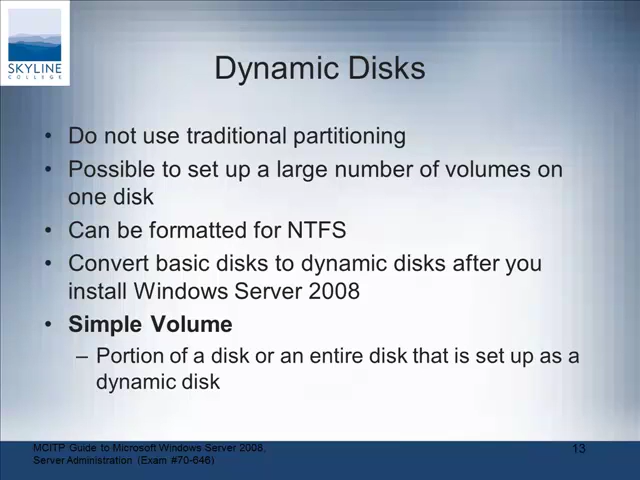 SKYLINE
COLLEGE
Dynamic Disks
• Do not use traditional partitioning
• Possible to set up a large number of volumes on
one disk
• Can be formatted for NTFS
• Convert basic disks to dynamic disks after you
install Windows Server 2008
• Simple Volume
– Portion of a disk or an entire disk that is set up as a
dynamic disk
MCITP Guide to Microsoft Windows Server 2008,
Server Administration (Exam #70-646)
13